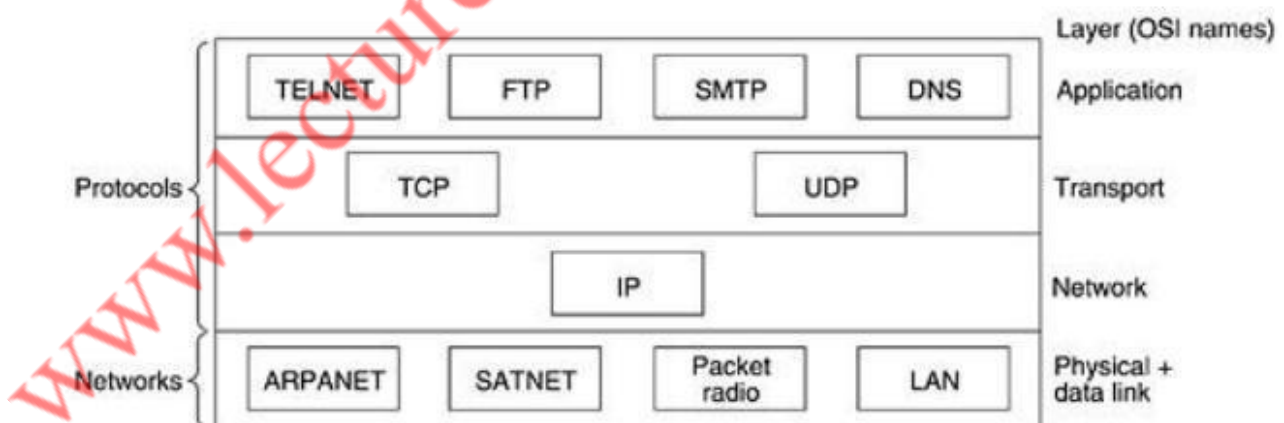 Layer (OSI names)
TELNET FTP SMTP DNS Application
Protocols TCP UDP Transport
IP Network
Networks ARPANET SATNET Packet radio LAN Physical + data link
www.lecture